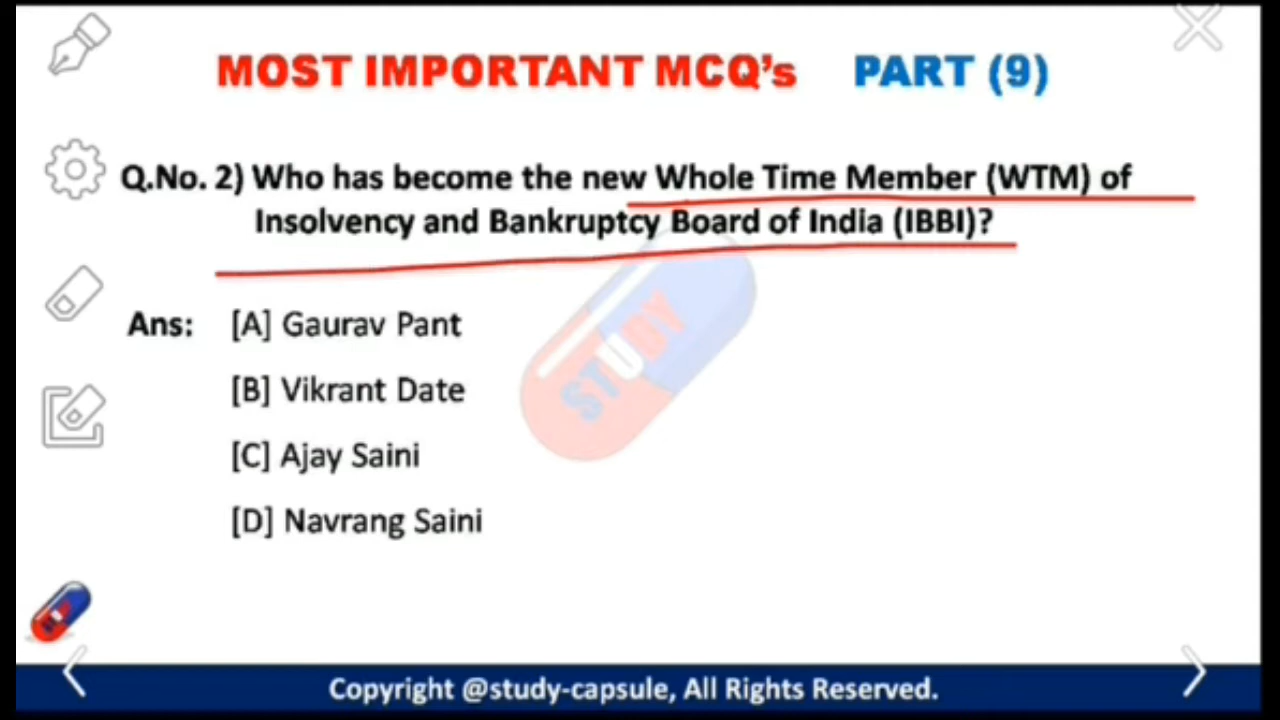 MOST IMPORTANT MCQ's PART (9)
Q.No. 2) Who has become the new Whole Time Member (WTM) of
Insolvency and Bankruptcy Board of India (IBBI)?
STUDY
Ans: [A] Gaurav Pant
[B] Vikrant Date
[C] Ajay Saini
[D] Navrang Saini
Copyright @study-capsule, All Rights Reserved.